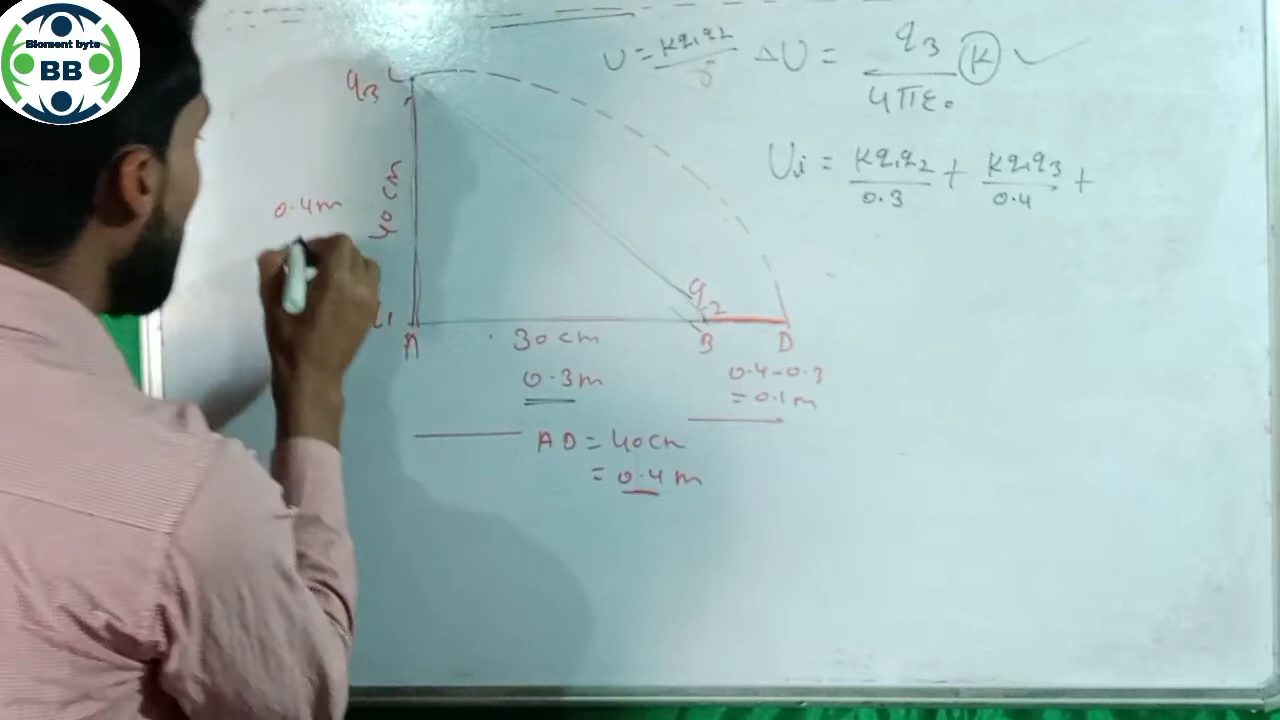 Bioment byte
BB
U = Kq₁q₂/r ΔU = q₃/4πε₀ (K) ✓
Uᵢ = Kq₁q₂/0.3 + Kq₁q₃/0.4 +
q₃
0.4m
40 cm
q₂
A
30 cm
B
D
0.3m
0.4-0.3
= 0.1m
AD = 40cm
= 0.4 m